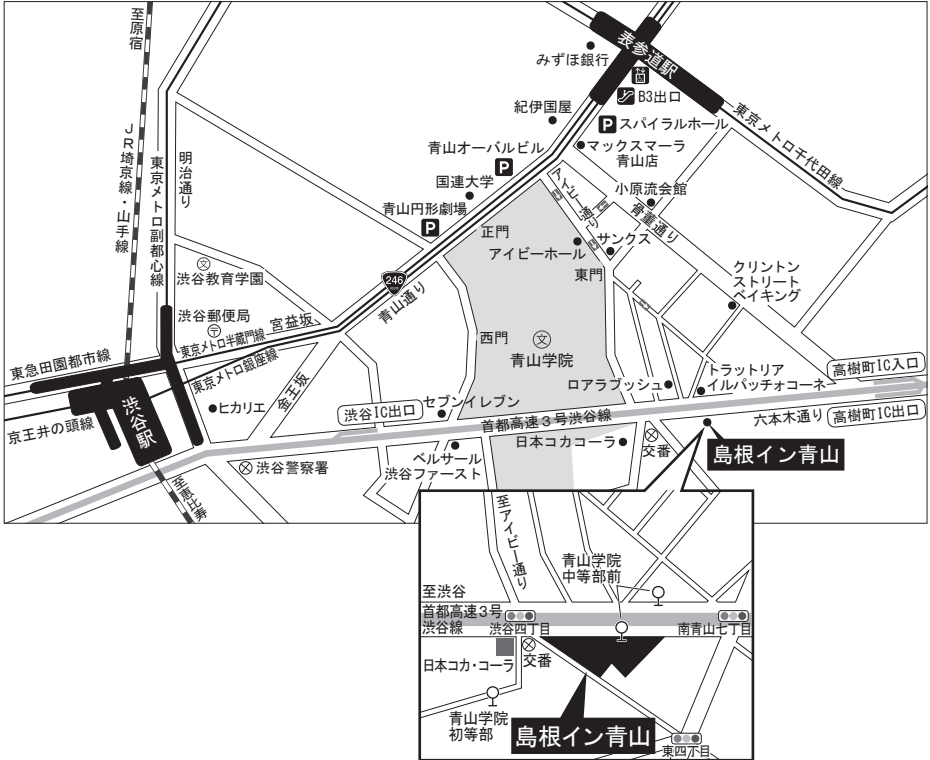 至原宿
JR埼京線・山手線
東京メトロ副都心線
明治通り
みずほ銀行
表参道駅
B3出口
紀伊国屋
P スパイラルホール
東京メトロ千代田線
青山オーバルビル
P
マックスマーラ
青山店
国連大学
アイビー通り
小原流会館
青山円形劇場
P
正門
骨董通り
サンクス
アイビーホール
東門
文
渋谷教育学園
246
青山通り
クリントン
ストリート
ベイキング
渋谷郵便局
〒
宮益坂
東京メトロ半蔵門線
東京メトロ銀座線
西門
文
青山学院
東急田園都市線
渋谷駅
ヒカリエ
金王坂
ロアラブッシュ
トラットリア
イルパッチォコーネ
高樹町IC入口
京王井の頭線
渋谷IC出口
セブンイレブン
首都高速3号渋谷線
六本木通り
高樹町IC出口
日本コカコーラ
交番
島根イン青山
渋谷警察署
ベルサール
渋谷ファースト
至恵比寿
至アイビー通り
青山学院
中等部前
至渋谷
首都高速3号
渋谷線
渋谷四丁目
南青山七丁目
交番
日本コカ・コーラ
青山学院
初等部
島根イン青山
東四丁目